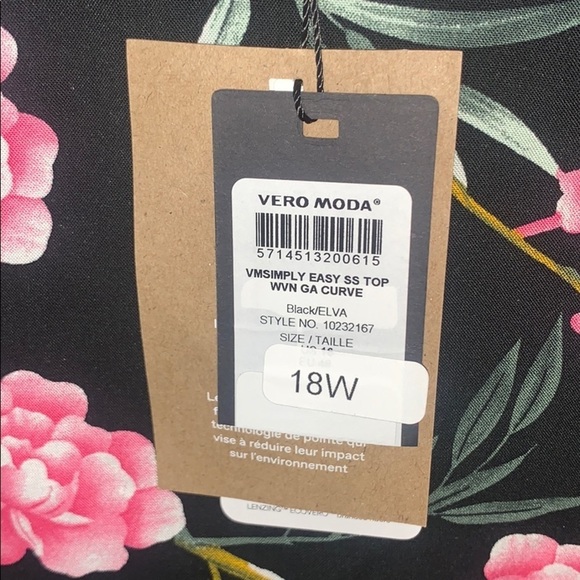 VERO MODA®
5714513200615
VMSIMPLY EASY SS TOP
WVN GA CURVE
Black/ELVA
STYLE NO. 10232167
SIZE / TAILLE
18W
technologie de pointe qui
vise à réduire leur impact
sur l'environnement
LENZING